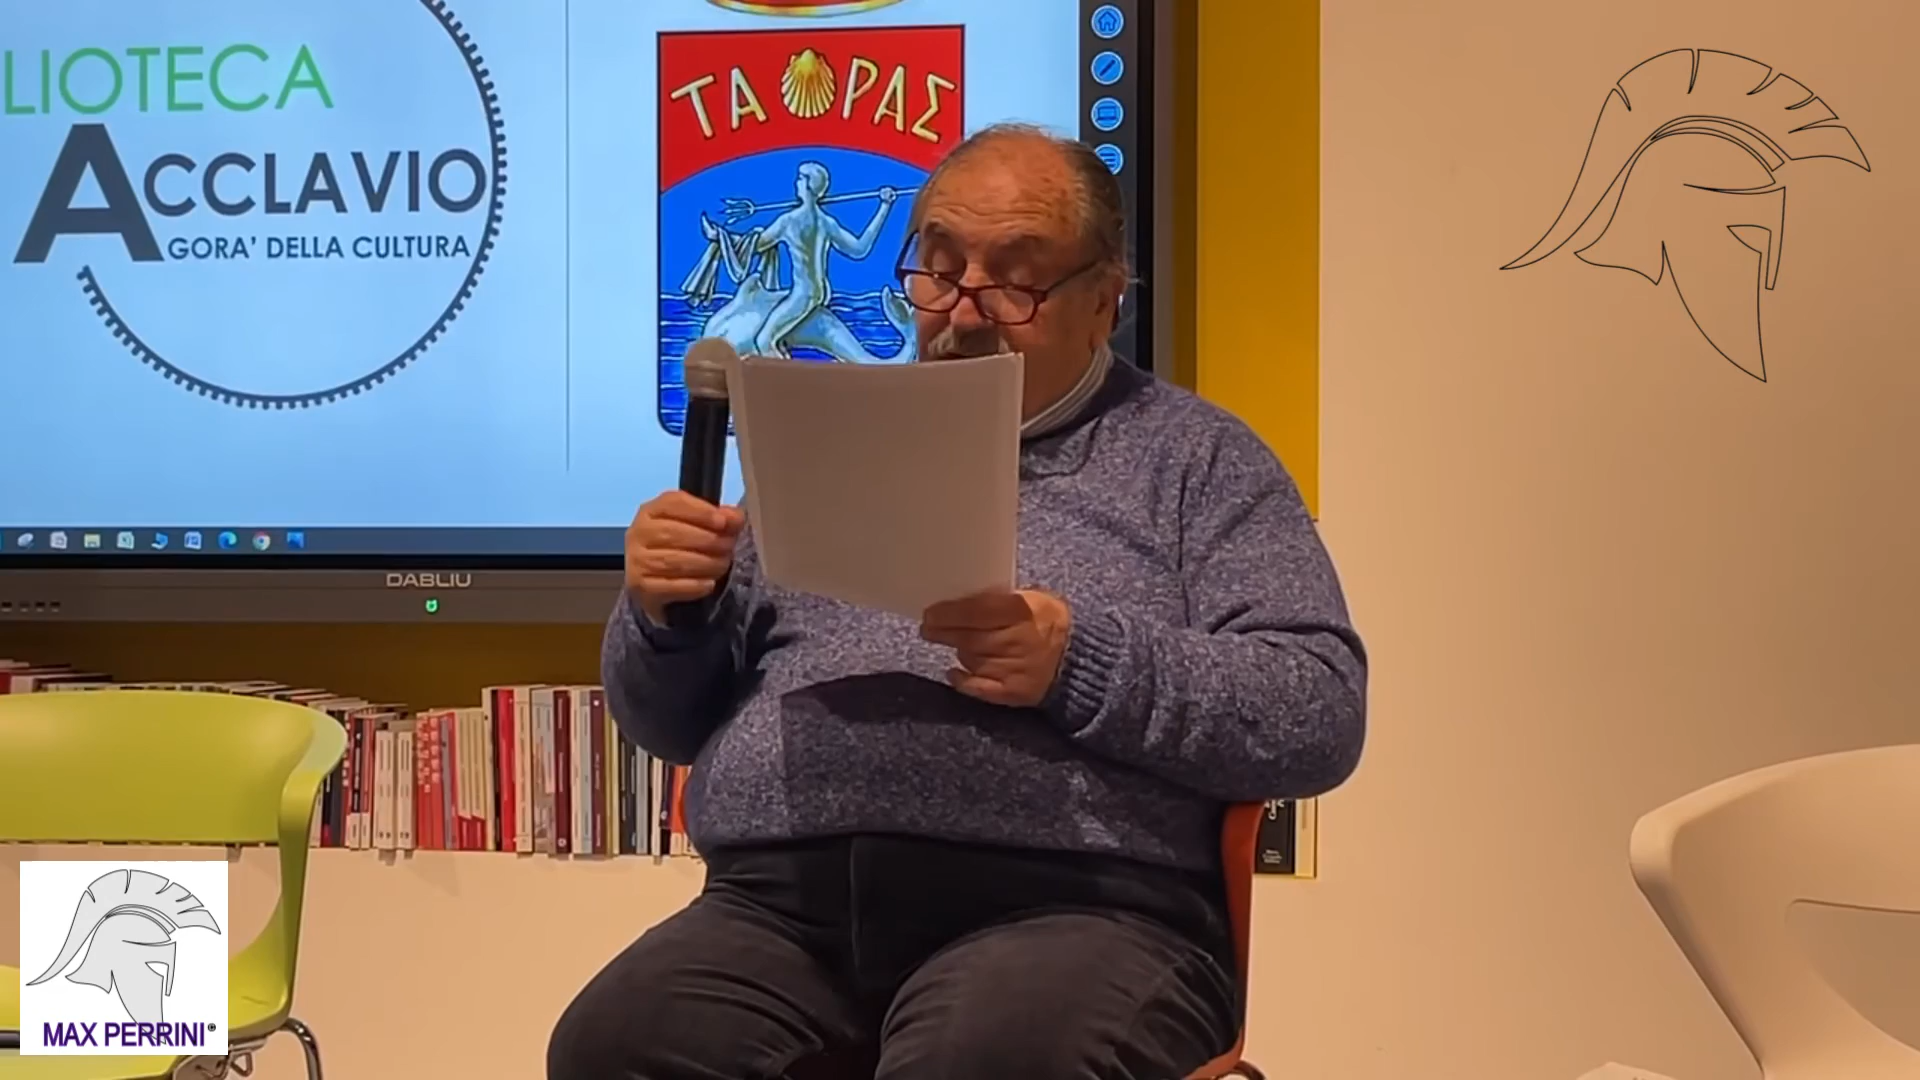 LIOTECA
ACCLAVIO
GORA' DELLA CULTURA
ΤΑ ΡΑΣ
DABLIU
MAX PERRINI©